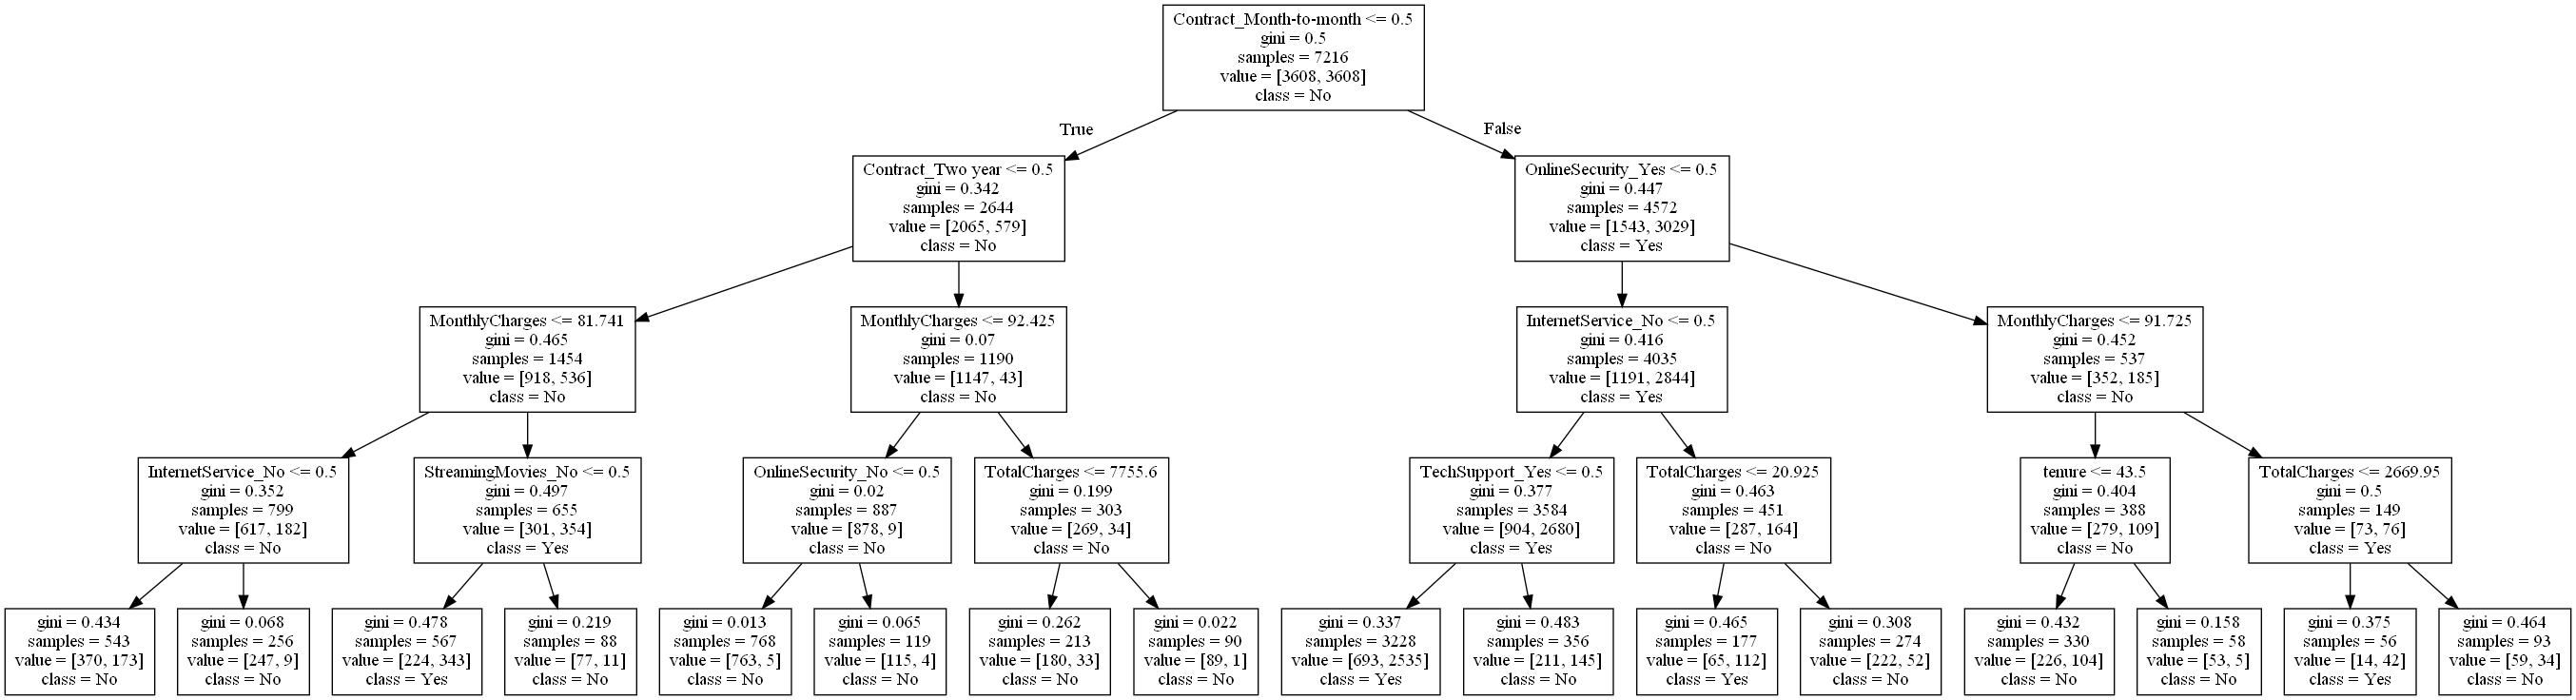 Contract_Month-to-month <= 0.5
gini = 0.5
samples = 7216
value = [3608, 3608]
class = No
True
False
Contract_Two year <= 0.5
gini = 0.342
samples = 2644
value = [2065, 579]
class = No
OnlineSecurity_Yes <= 0.5
gini = 0.447
samples = 4572
value = [1543, 3029]
class = Yes
MonthlyCharges <= 81.741
gini = 0.465
samples = 1454
value = [918, 536]
class = No
MonthlyCharges <= 92.425
gini = 0.07
samples = 1190
value = [1147, 43]
class = No
InternetService_No <= 0.5
gini = 0.416
samples = 4035
value = [1191, 2844]
class = Yes
MonthlyCharges <= 91.725
gini = 0.452
samples = 537
value = [352, 185]
class = No
InternetService_No <= 0.5
gini = 0.352
samples = 799
value = [617, 182]
class = No
StreamingMovies_No <= 0.5
gini = 0.497
samples = 655
value = [301, 354]
class = Yes
OnlineSecurity_No <= 0.5
gini = 0.02
samples = 887
value = [878, 9]
class = No
TotalCharges <= 7755.6
gini = 0.199
samples = 303
value = [269, 34]
class = No
TechSupport_Yes <= 0.5
gini = 0.377
samples = 3584
value = [904, 2680]
class = Yes
TotalCharges <= 20.925
gini = 0.463
samples = 451
value = [287, 164]
class = No
tenure <= 43.5
gini = 0.404
samples = 388
value = [279, 109]
class = No
TotalCharges <= 2669.95
gini = 0.5
samples = 149
value = [73, 76]
class = Yes
gini = 0.434
samples = 543
value = [370, 173]
class = No
gini = 0.068
samples = 256
value = [247, 9]
class = No
gini = 0.478
samples = 567
value = [224, 343]
class = Yes
gini = 0.219
samples = 88
value = [77, 11]
class = No
gini = 0.013
samples = 768
value = [763, 5]
class = No
gini = 0.065
samples = 119
value = [115, 4]
class = No
gini = 0.262
samples = 213
value = [180, 33]
class = No
gini = 0.022
samples = 90
value = [89, 1]
class = No
gini = 0.337
samples = 3228
value = [693, 2535]
class = Yes
gini = 0.483
samples = 356
value = [211, 145]
class = No
gini = 0.465
samples = 177
value = [65, 112]
class = Yes
gini = 0.308
samples = 274
value = [222, 52]
class = No
gini = 0.432
samples = 330
value = [226, 104]
class = No
gini = 0.158
samples = 58
value = [53, 5]
class = No
gini = 0.375
samples = 56
value = [14, 42]
class = Yes
gini = 0.464
samples = 93
value = [59, 34]
class = No